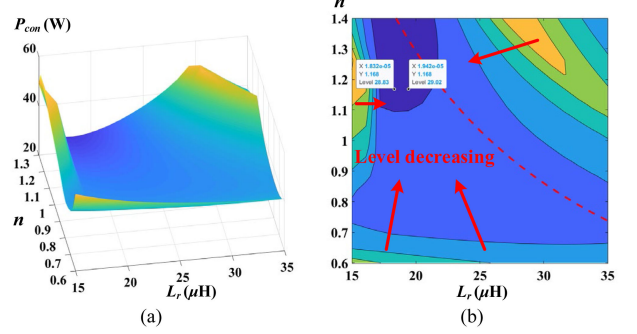 P_con (W)
60
40
20
1.3
1.2
1.1
1
0.9
0.8
0.7
0.6
n
15
20
25
30
35
L_r (μH)
(a)
n
1.4
1.3
1.2
1.1
1
0.9
0.8
0.7
0.6
X 1.832e-05
Y 1.168
Level 28.83
X 1.942e-05
Y 1.168
Level 29.02
Level decreasing
15
20
25
30
35
L_r (μH)
(b)